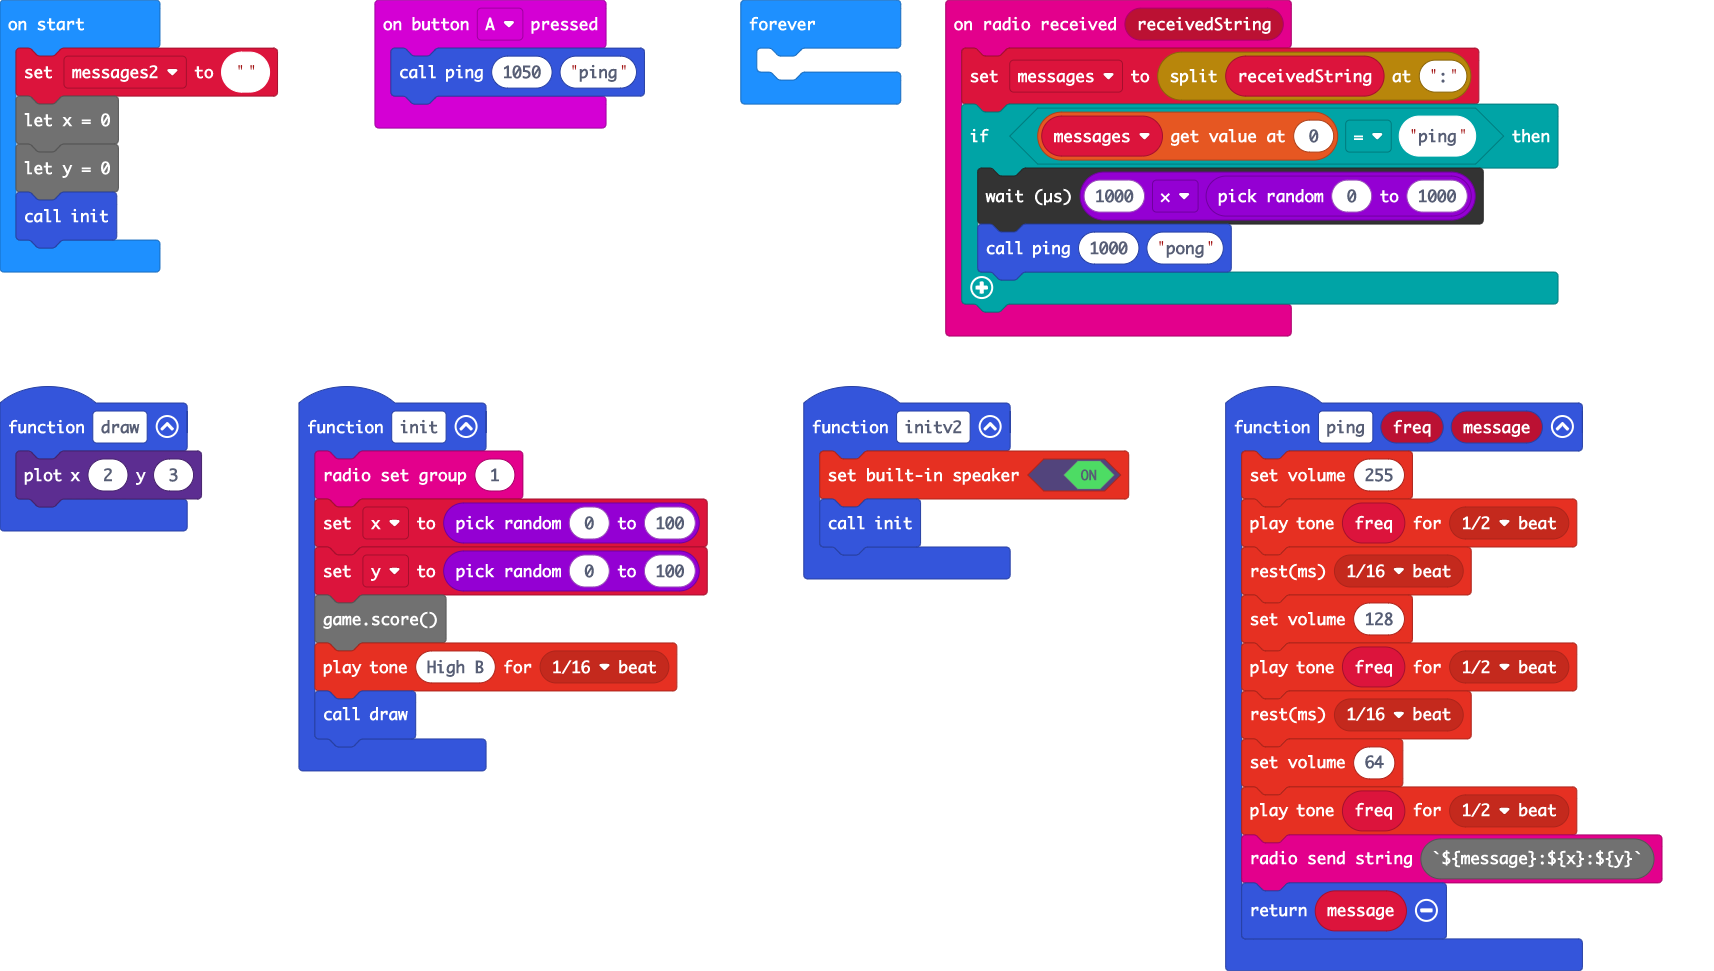 on start
set messages2 to " "
let x = 0
let y = 0
call init
on button A pressed
call ping 1050 "ping"
forever
on radio received receivedString
set messages to split receivedString at ":"
if messages get value at 0 = "ping" then
wait (µs) 1000 x pick random 0 to 1000
call ping 1000 "pong"
function draw
plot x 2 y 3
function init
radio set group 1
set x to pick random 0 to 100
set y to pick random 0 to 100
game.score()
play tone High B for 1/16 beat
call draw
function initv2
set built-in speaker ON
call init
function ping freq message
set volume 255
play tone freq for 1/2 beat
rest(ms) 1/16 beat
set volume 128
play tone freq for 1/2 beat
rest(ms) 1/16 beat
set volume 64
play tone freq for 1/2 beat
radio send string `${message}:${x}:${y}`
return message